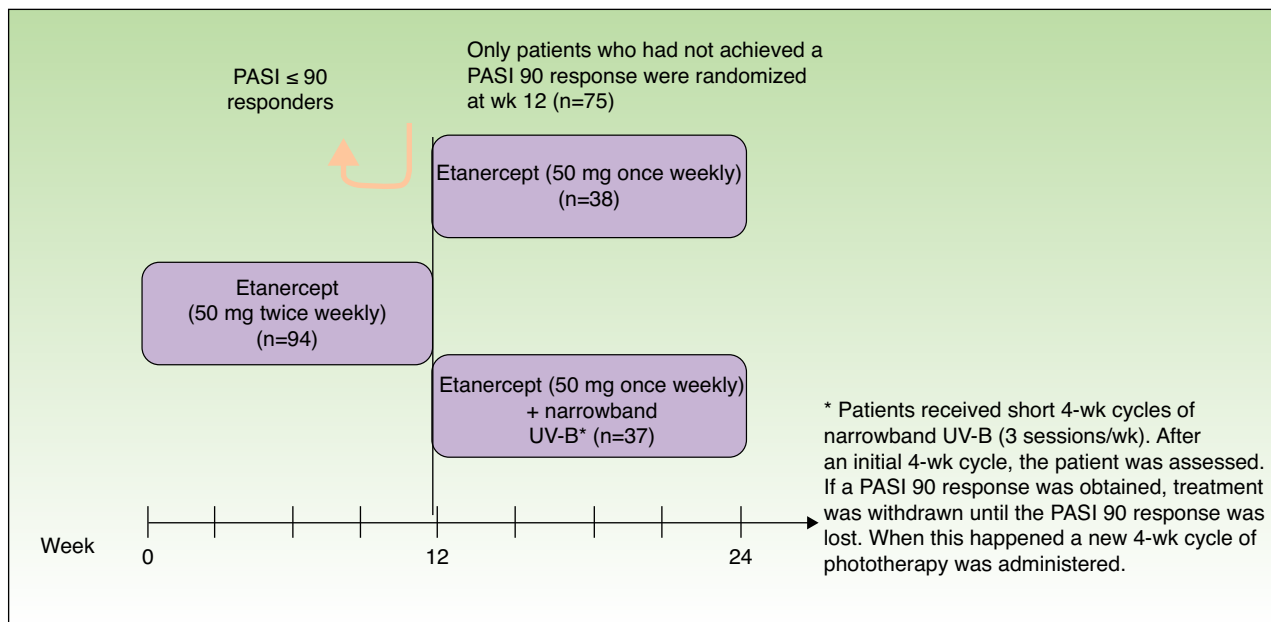 PASI ≤ 90
responders
Only patients who had not achieved a
PASI 90 response were randomized
at wk 12 (n=75)
Etanercept (50 mg once weekly)
(n=38)
Etanercept
(50 mg twice weekly)
(n=94)
Etanercept (50 mg once weekly)
+ narrowband
UV-B* (n=37)
* Patients received short 4-wk cycles of
narrowband UV-B (3 sessions/wk). After
an initial 4-wk cycle, the patient was assessed.
If a PASI 90 response was obtained, treatment
was withdrawn until the PASI 90 response was
lost. When this happened a new 4-wk cycle of
phototherapy was administered.
Week
0 12 24